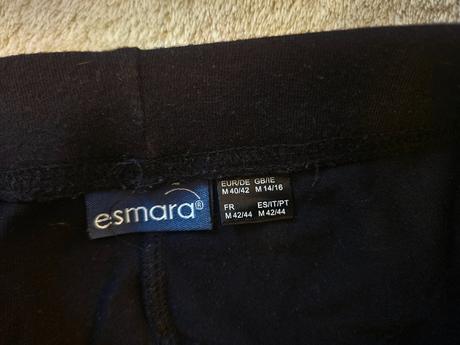 esmara®
EUR/DE GB/IE
M 40/42 M 14/16
FR ES/IT/PT
M 42/44 M 42/44